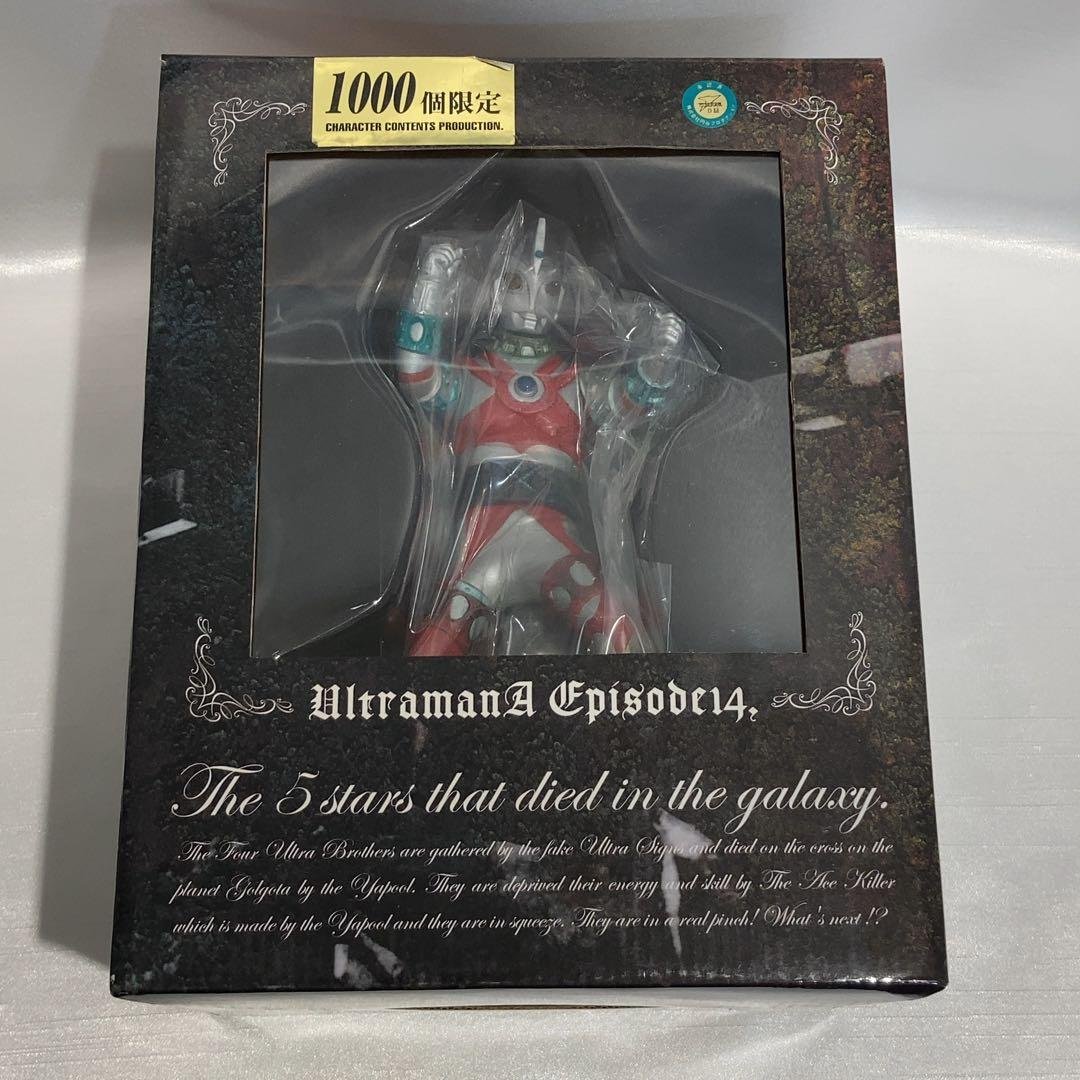 1000個限定
CHARACTER CONTENTS PRODUCTION.
UltramanA Episode14,
The 5 stars that died in the galaxy.
The Four Ultra Brothers are gathered by the fake Ultra Signs and died on the cross on the
planet Golgota by the Yapool. They are deprived their energy and skill by The Ace Killer
which is made by the Yapool and they are in squeeze. They are in a real pinch! What's next!?